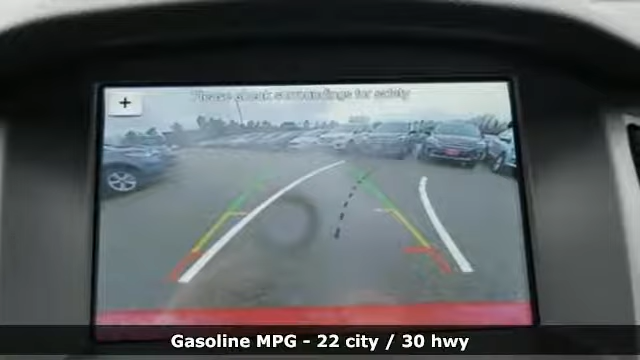 Please check surroundings for safety
+
Gasoline MPG - 22 city / 30 hwy